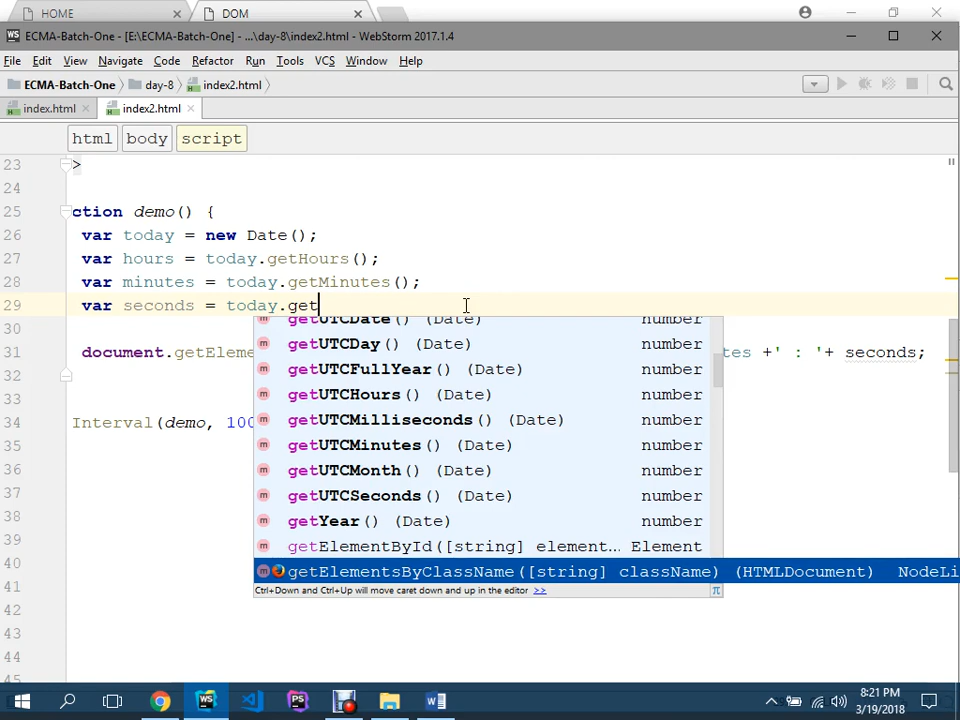 HOME
DOM
ECMA-Batch-One - [E:\ECMA-Batch-One] - ...\day-8\index2.html - WebStorm 2017.1.4
File Edit View Navigate Code Refactor Run Tools VCS Window Help
ECMA-Batch-One day-8 index2.html
index.html index2.html
html body script
23 >
24
25 ction demo() {
26 var today = new Date();
27 var hours = today.getHours();
28 var minutes = today.getMinutes();
29 var seconds = today.get
30 getUTCDate() (Date) number
getUTCDay() (Date) number
31 document.getEleme tes +' : '+ seconds;
32 getUTCFullYear() (Date) number
33 getUTCHours() (Date) number
34 Interval(demo, 100 getUTCMilliseconds() (Date) number
35 getUTCMinutes() (Date) number
36 getUTCMonth() (Date) number
37 getUTCSeconds() (Date) number
38 getYear() (Date) number
39 getElementById([string] element... Element
40 getElementsByClassName([string] className) (HTMLDocument) NodeLi
41 Ctrl+Down and Ctrl+Up will move caret down and up in the editor >> π
42
43
44
45
8:21 PM
3/19/2018